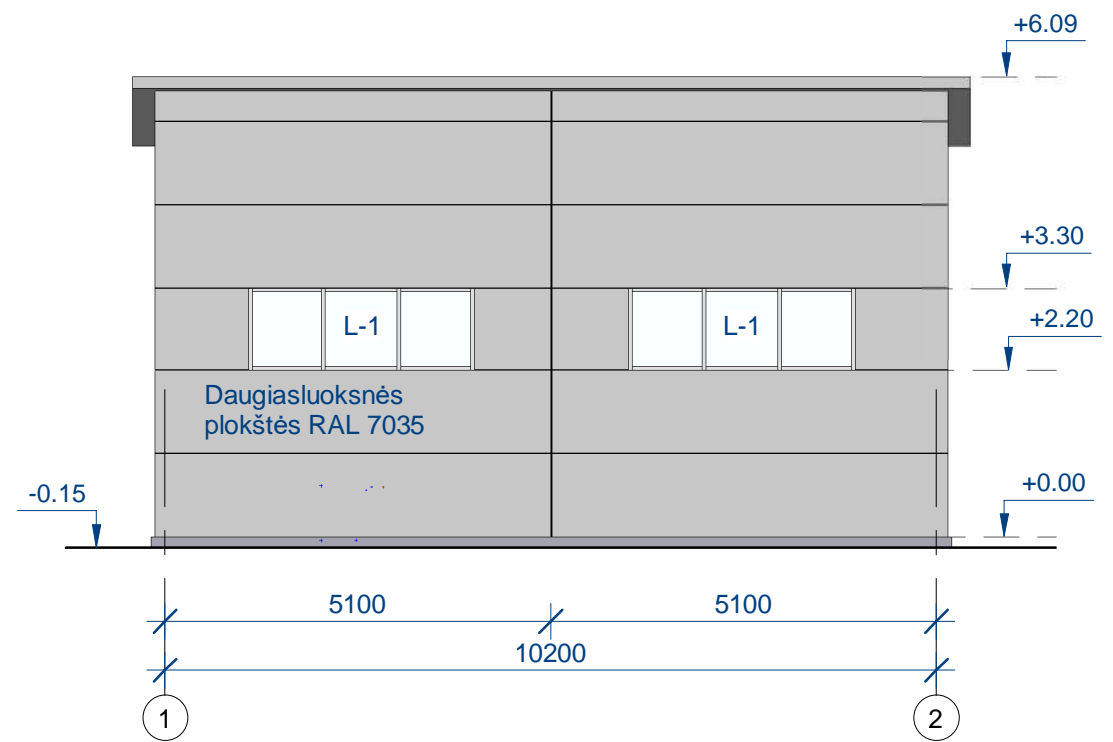 +6.09
+3.30
L-1
L-1
+2.20
Daugiasluoksnės
plokštės RAL 7035
-0.15
+0.00
5100
5100
10200
1
2